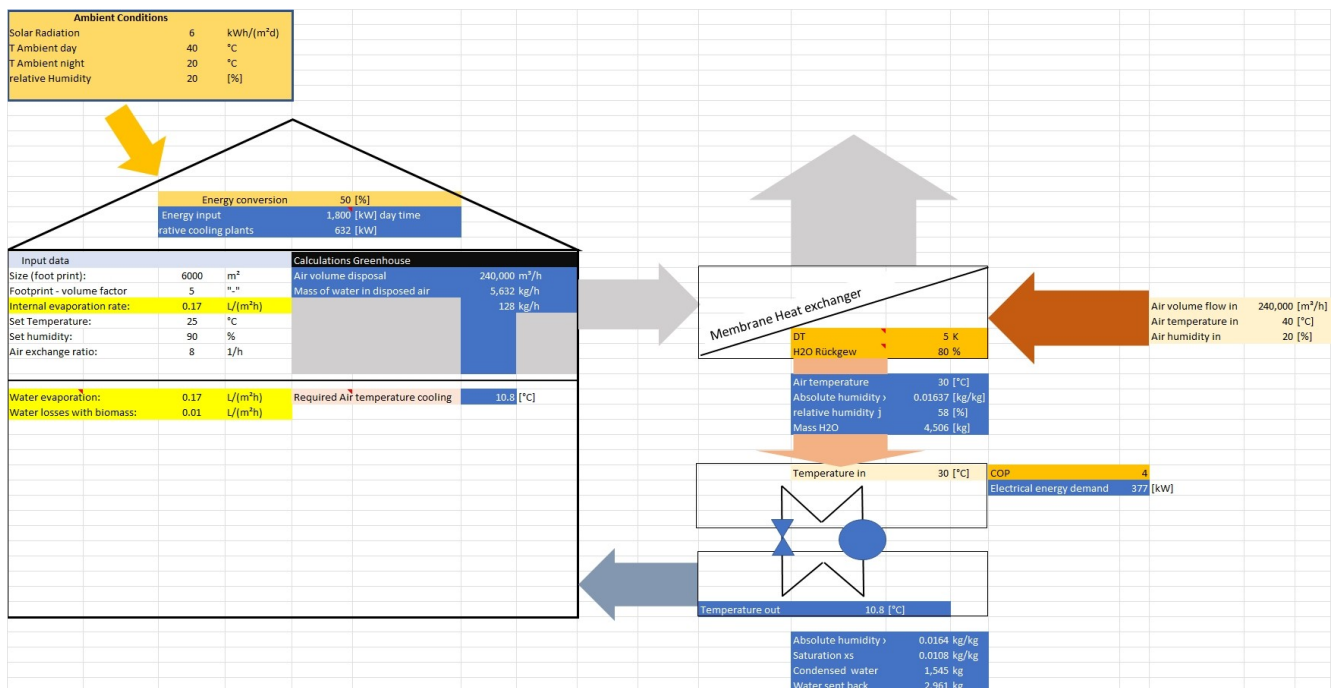 Ambient Conditions
Solar Radiation 6 kWh/(m²d)
T Ambient day 40 °C
T Ambient night 20 °C
relative Humidity 20 [%]
Energy conversion 50 [%]
Energy input 1,800 [kW] day time
rative cooling plants 632 [kW]
Input data Calculations Greenhouse
Size (foot print): 6000 m² Air volume disposal 240,000 m³/h
Footprint - volume factor 5 "-" Mass of water in disposed air 5,632 kg/h
Internal evaporation rate: 0.17 L/(m²h) 128 kg/h
Set Temperature: 25 °C
Set humidity: 90 %
Air exchange ratio: 8 1/h
Water evaporation: 0.17 L/(m²h) Required Air temperature cooling 10.8 [°C]
Water losses with biomass: 0.01 L/(m²h)
Membrane Heat exchanger
DT 5 K
H2O Rückgew 80 %
Air volume flow in 240,000 [m³/h]
Air temperature in 40 [°C]
Air humidity in 20 [%]
Air temperature 30 [°C]
Absolute humidity › 0.01637 [kg/kg]
relative humidity j 58 [%]
Mass H2O 4,506 [kg]
Temperature in 30 [°C] COP 4
Electrical energy demand 377 [kW]
Temperature out 10.8 [°C]
Absolute humidity › 0.0164 kg/kg
Saturation xs 0.0108 kg/kg
Condensed water 1,545 kg
Water sent back 2,961 kg